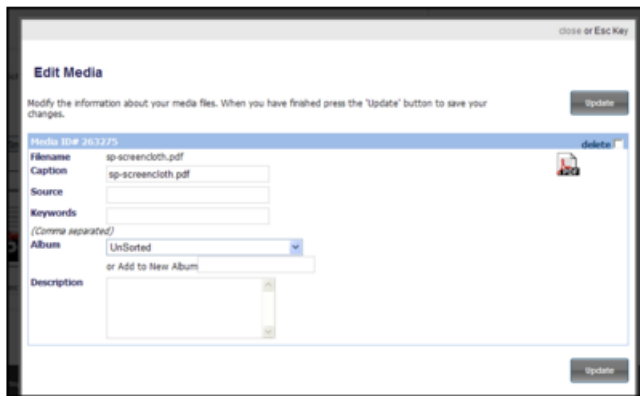 close or Esc Key
Edit Media
Modify the information about your media files. When you have finished press the 'Update' button to save your
changes.
Update
Media ID# 263275
delete
Filename sp-screencloth.pdf
Caption sp-screencloth.pdf
Source
Keywords
(Comma separated)
Album UnSorted
or Add to New Album
Description
Update